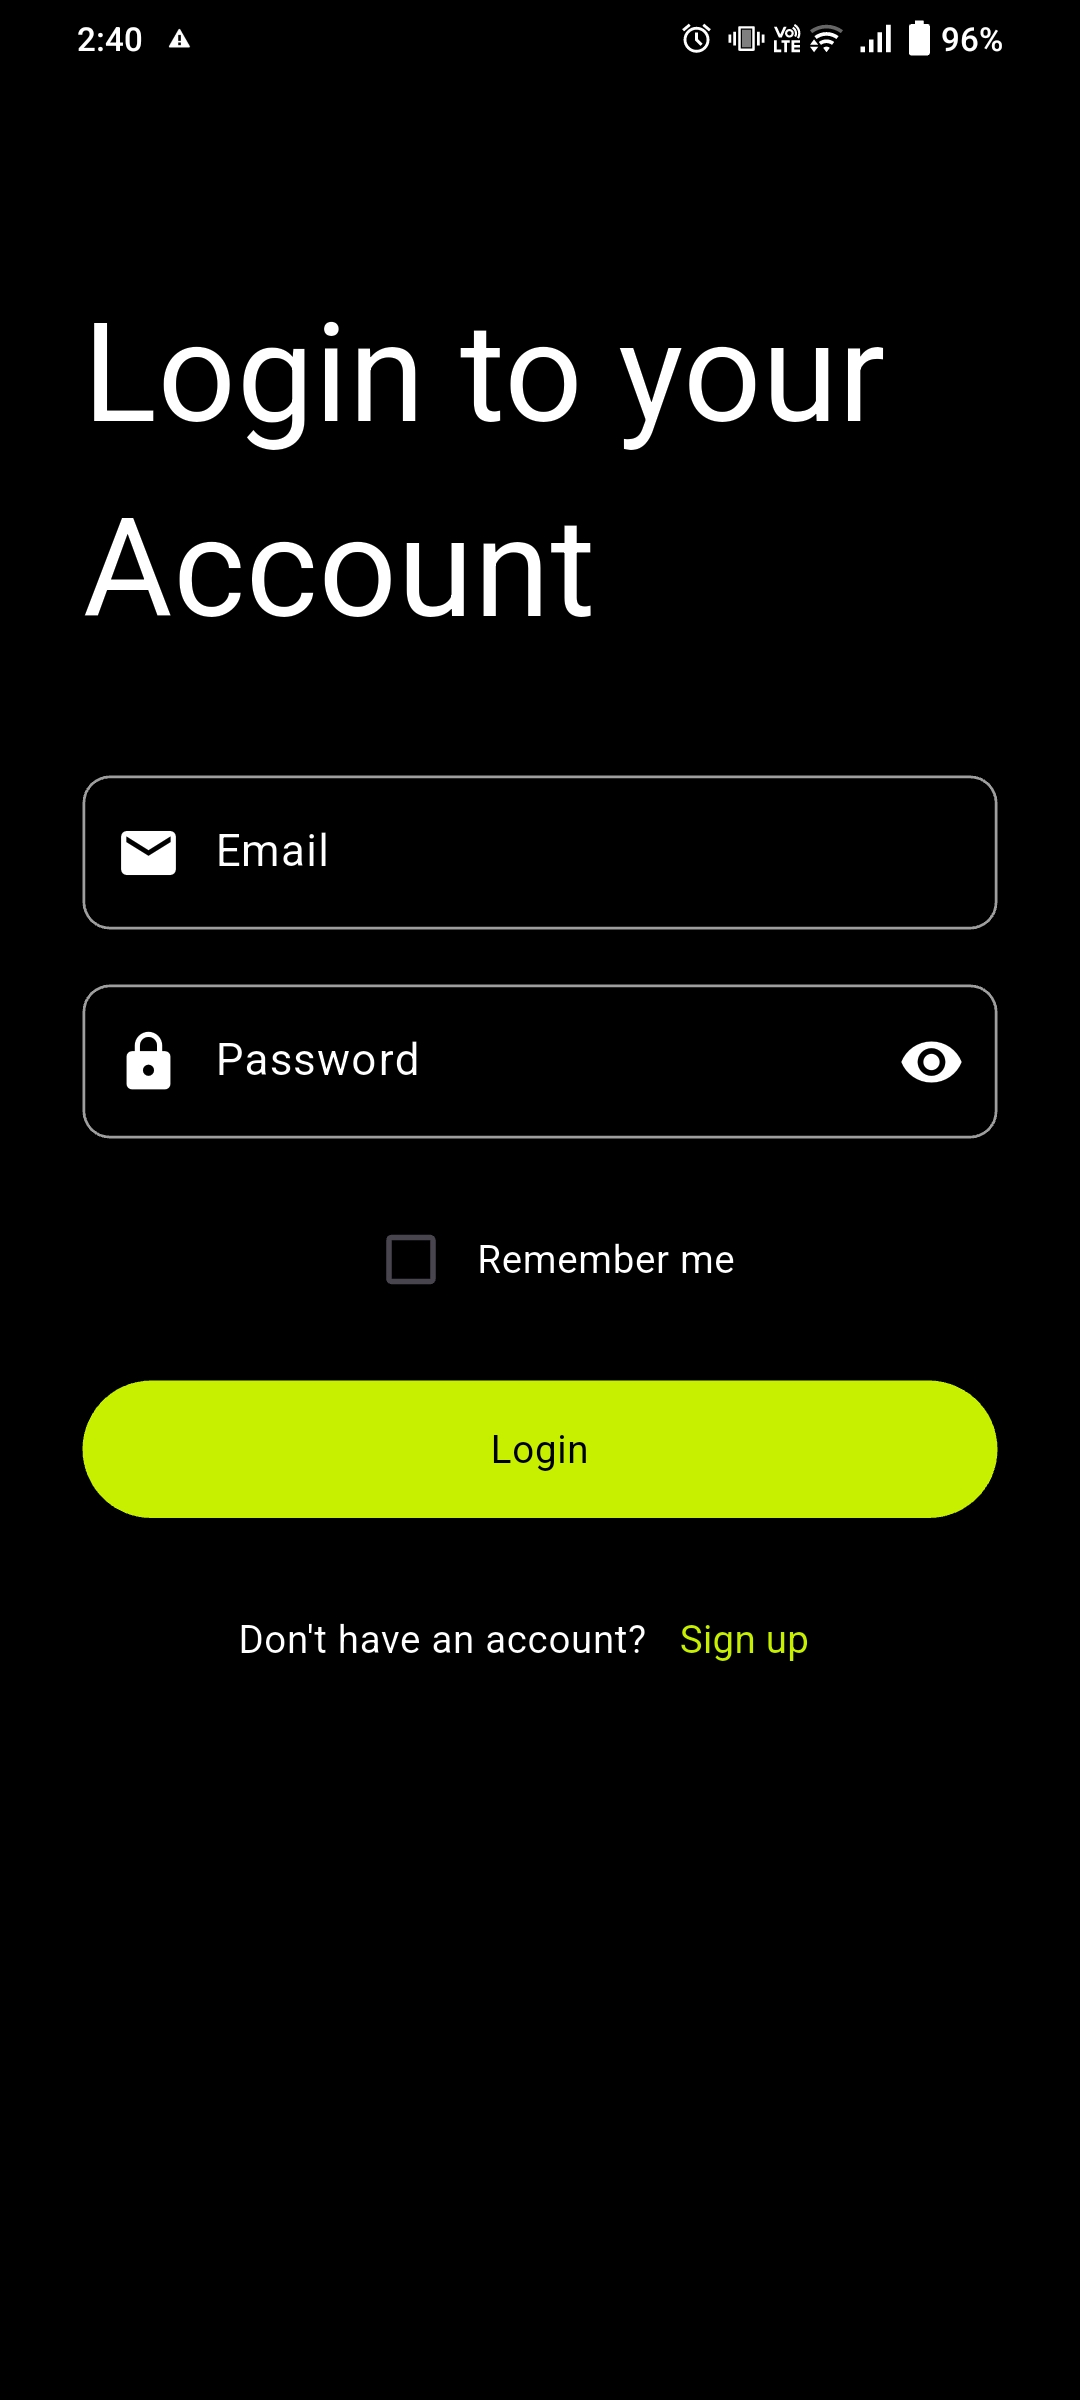 2:40 VO LTE 96%
Login to your
Account
Email
Password
Remember me
Login
Don't have an account? Sign up